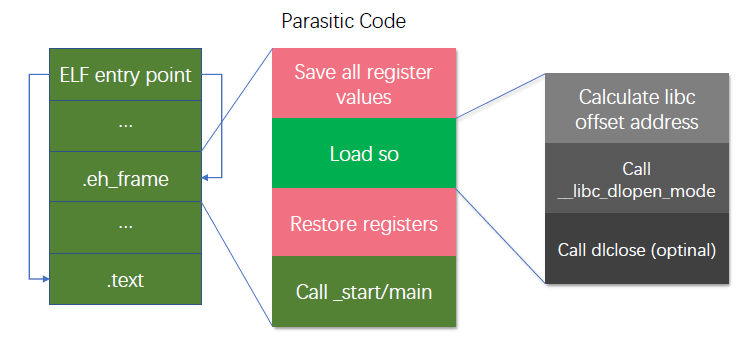 Parasitic Code
ELF entry point
...
.eh_frame
...
.text
Save all register
values
Load so
Restore registers
Call _start/main
Calculate libc
offset address
Call
__libc_dlopen_mode
Call dlclose (optinal)